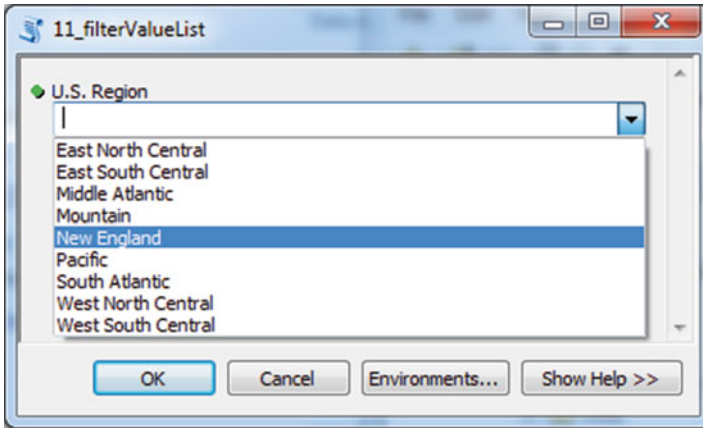 11_filterValueList
U.S. Region
East North Central
East South Central
Middle Atlantic
Mountain
New England
Pacific
South Atlantic
West North Central
West South Central
OK Cancel Environments... Show Help >>